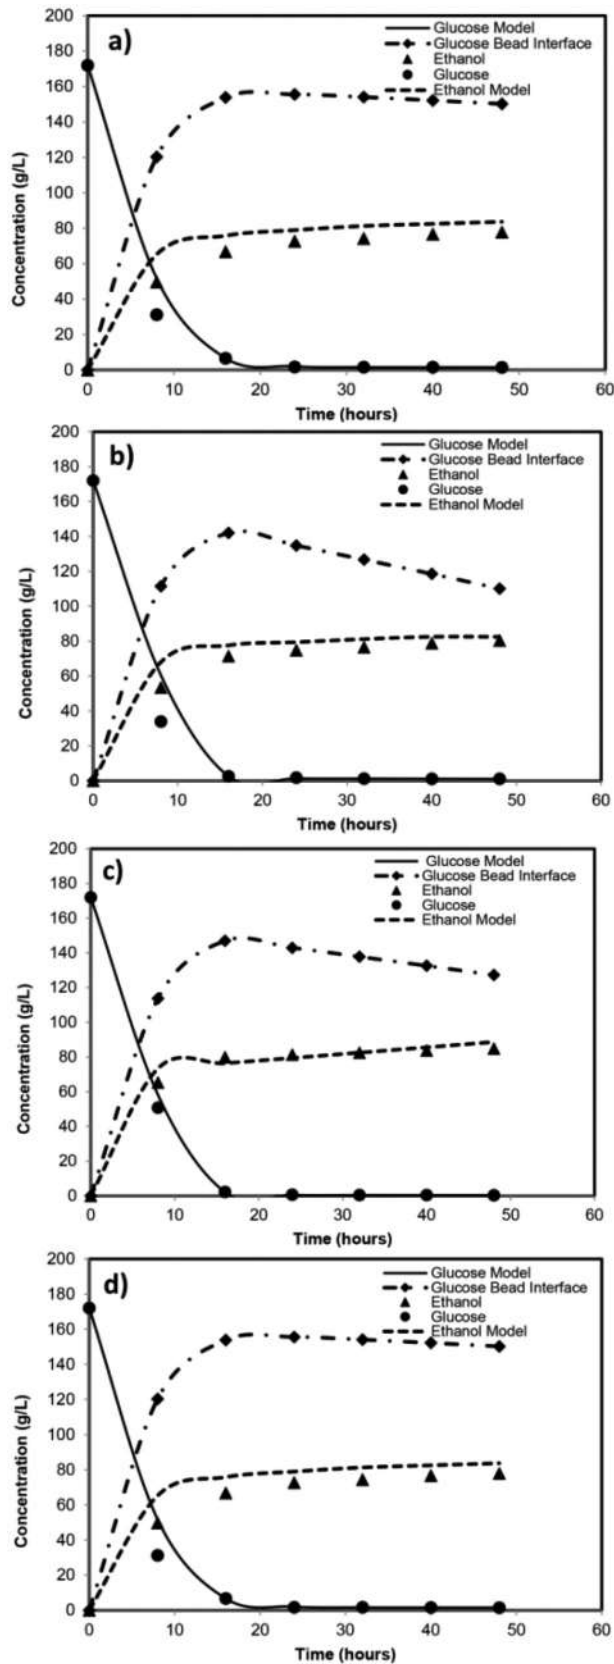 a)
Glucose Model
Glucose Bead Interface
Ethanol
Glucose
Ethanol Model
200
180
160
140
120
100
80
60
40
20
0
Concentration (g/L)
0 10 20 30 40 50 60
Time (hours)
b)
Glucose Model
Glucose Bead Interface
Ethanol
Glucose
Ethanol Model
200
180
160
140
120
100
80
60
40
20
0
Concentration (g/L)
0 10 20 30 40 50 60
Time (hours)
c)
Glucose Model
Glucose Bead Interface
Ethanol
Glucose
Ethanol Model
200
180
160
140
120
100
80
60
40
20
0
Concentration (g/L)
0 10 20 30 40 50 60
Time (hours)
d)
Glucose Model
Glucose Bead Interface
Ethanol
Glucose
Ethanol Model
200
180
160
140
120
100
80
60
40
20
0
Concentration (g/L)
0 10 20 30 40 50 60
Time (hours)